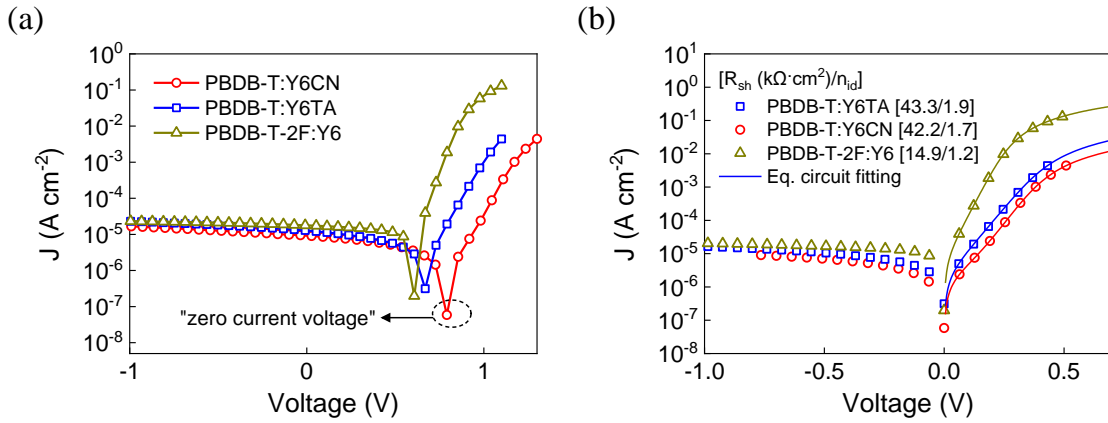 (a)
10^0
10^-1
10^-2
10^-3
10^-4
10^-5
10^-6
10^-7
10^-8
J (A cm^-2)
PBDB-T:Y6CN
PBDB-T:Y6TA
PBDB-T-2F:Y6
"zero current voltage"
-1
0
1
Voltage (V)
(b)
10^1
10^0
10^-1
10^-2
10^-3
10^-4
10^-5
10^-6
10^-7
10^-8
J (A cm^-2)
[R_sh (kΩ·cm^2)/n_id]
PBDB-T:Y6TA [43.3/1.9]
PBDB-T:Y6CN [42.2/1.7]
PBDB-T-2F:Y6 [14.9/1.2]
Eq. circuit fitting
-1.0
-0.5
0.0
0.5
Voltage (V)